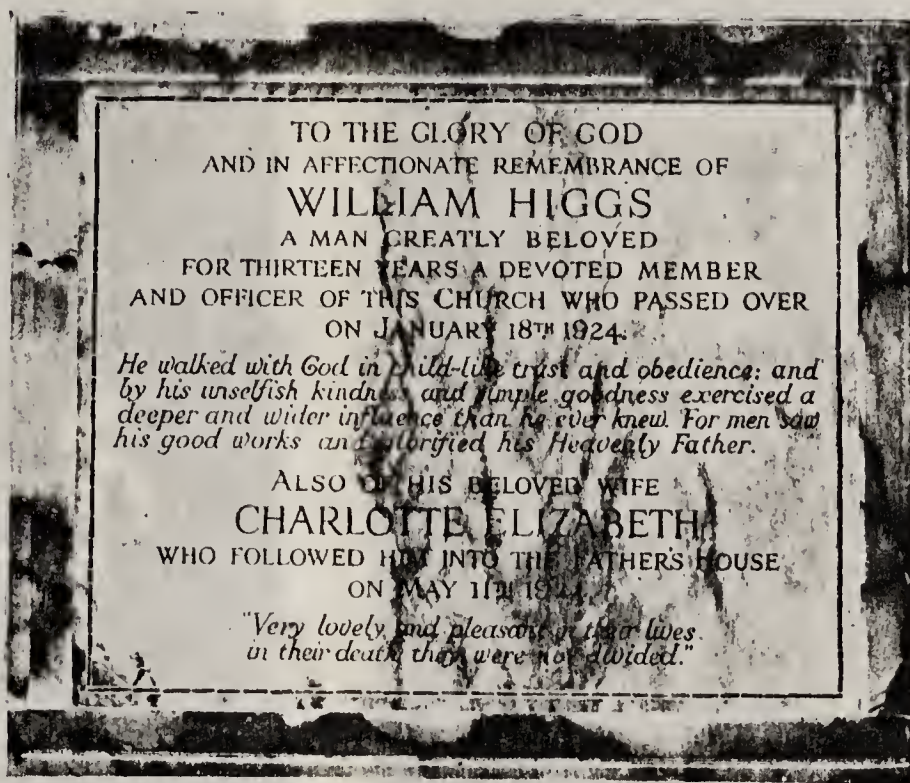 TO THE GLORY OF GOD
AND IN AFFECTIONATE REMEMBRANCE OF
WILLIAM HIGGS
A MAN GREATLY BELOVED
FOR THIRTEEN YEARS A DEVOTED MEMBER
AND OFFICER OF THIS CHURCH WHO PASSED OVER
ON JANUARY 18TH 1924.
He walked with God in child-like trust and obedience; and
by his unselfish kindness and simple goodness exercised a
deeper and wider influence than he ever knew. For men saw
his good works and glorified his Heavenly Father.
ALSO OF HIS BELOVED WIFE
CHARLOTTE ELIZABETH
WHO FOLLOWED HIM INTO THE FATHER'S HOUSE
ON MAY 11TH
"Very lovely and pleasant in their lives
in their death they were not divided."